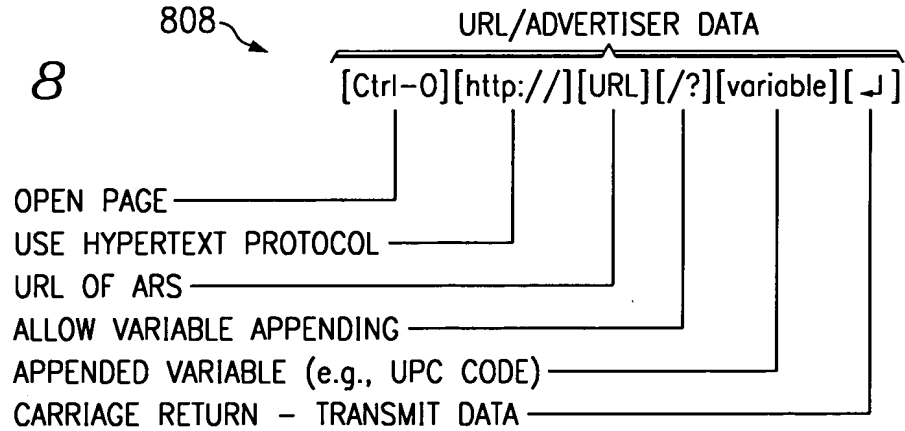 808
URL/ADVERTISER DATA
8
[Ctrl-O][http://][URL][/?][variable][↵]
OPEN PAGE
USE HYPERTEXT PROTOCOL
URL OF ARS
ALLOW VARIABLE APPENDING
APPENDED VARIABLE (e.g., UPC CODE)
CARRIAGE RETURN - TRANSMIT DATA